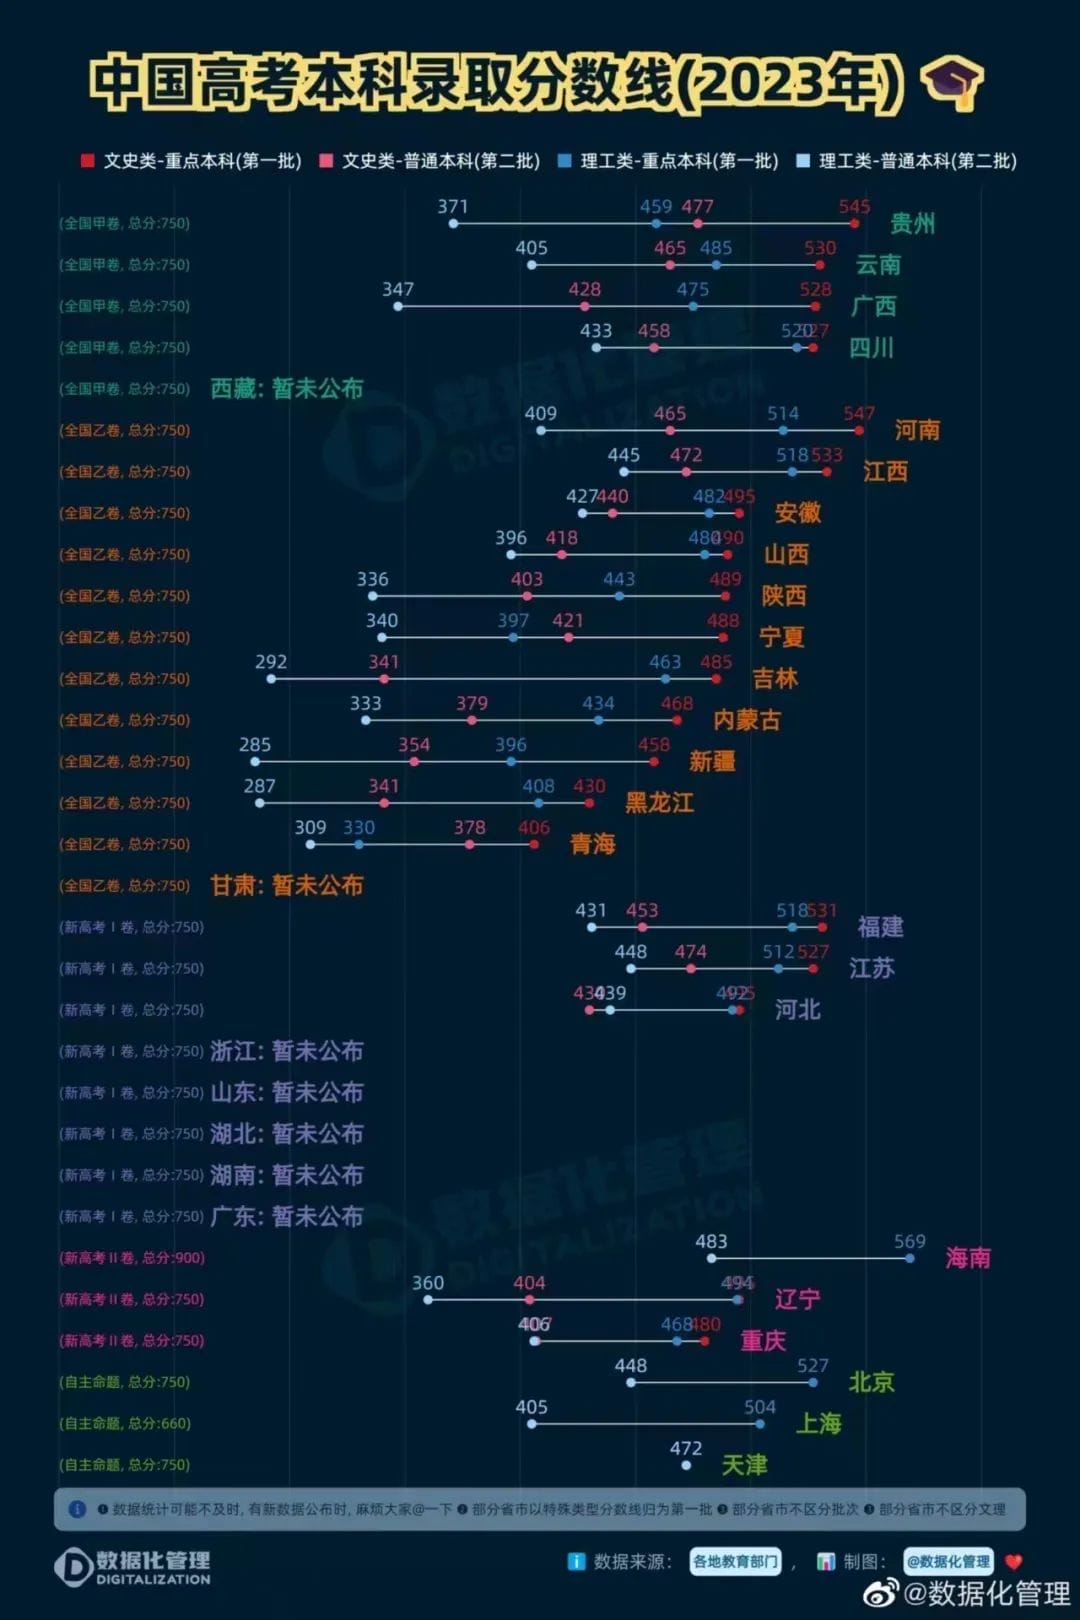 中国高考本科录取分数线(2023年)
文史类-重点本科(第一批) 文史类-普通本科(第二批) 理工类-重点本科(第一批) 理工类-普通本科(第二批)
(全国甲卷, 总分:750) 371 459 477 545 贵州
(全国甲卷, 总分:750) 405 465 485 530 云南
(全国甲卷, 总分:750) 347 428 475 528 广西
(全国甲卷, 总分:750) 433 458 520 527 四川
(全国甲卷, 总分:750) 西藏: 暂未公布
(全国乙卷, 总分:750) 409 465 514 547 河南
(全国乙卷, 总分:750) 445 472 518 533 江西
(全国乙卷, 总分:750) 427 440 482 495 安徽
(全国乙卷, 总分:750) 396 418 480 490 山西
(全国乙卷, 总分:750) 336 403 443 489 陕西
(全国乙卷, 总分:750) 340 397 421 488 宁夏
(全国乙卷, 总分:750) 292 341 463 485 吉林
(全国乙卷, 总分:750) 333 379 434 468 内蒙古
(全国乙卷, 总分:750) 285 354 396 458 新疆
(全国乙卷, 总分:750) 287 341 408 430 黑龙江
(全国乙卷, 总分:750) 309 330 378 406 青海
(全国乙卷, 总分:750) 甘肃: 暂未公布
(新高考 I 卷, 总分:750) 431 453 518 531 福建
(新高考 I 卷, 总分:750) 448 474 512 527 江苏
(新高考 I 卷, 总分:750) 430 439 492 495 河北
(新高考 I 卷, 总分:750) 浙江: 暂未公布
(新高考 I 卷, 总分:750) 山东: 暂未公布
(新高考 I 卷, 总分:750) 湖北: 暂未公布
(新高考 I 卷, 总分:750) 湖南: 暂未公布
(新高考 I 卷, 总分:750) 广东: 暂未公布
(新高考 II 卷, 总分:900) 483 569 海南
(新高考 II 卷, 总分:750) 360 404 494 辽宁
(新高考 II 卷, 总分:750) 406 468 480 重庆
(自主命题, 总分:750) 448 527 北京
(自主命题, 总分:660) 405 504 上海
(自主命题, 总分:750) 472 天津
❶ 数据统计可能不及时, 有新数据公布时, 麻烦大家@一下 ❷ 部分省市以特殊类型分数线归为第一批 ❸ 部分省市不区分批次 ❸ 部分省市不区分文理
数据化管理
DIGITALIZATION
数据来源: 各地教育部门 , 制图: @数据化管理
@数据化管理
数据化管理
DIGITALIZATION
数据化管理
DIGITALIZATION